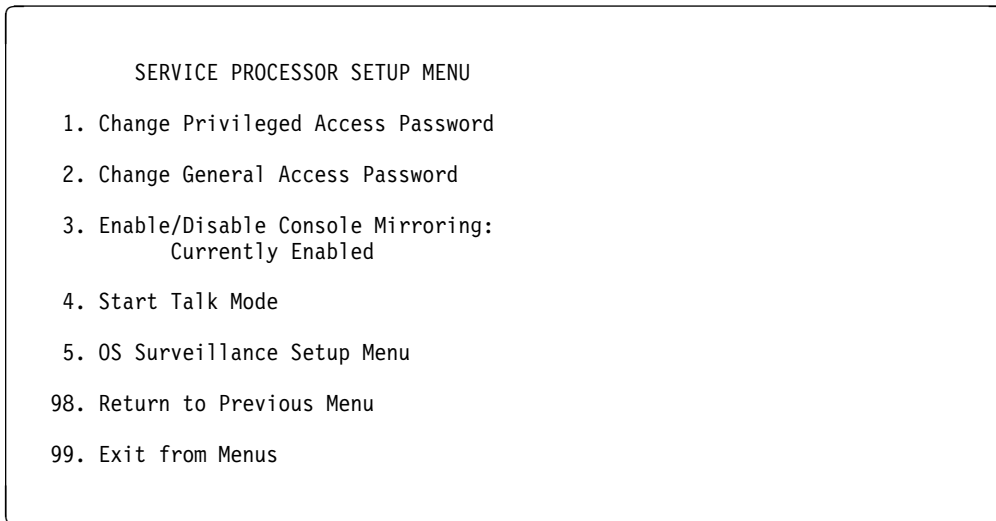 SERVICE PROCESSOR SETUP MENU
1. Change Privileged Access Password
2. Change General Access Password
3. Enable/Disable Console Mirroring:
Currently Enabled
4. Start Talk Mode
5. OS Surveillance Setup Menu
98. Return to Previous Menu
99. Exit from Menus